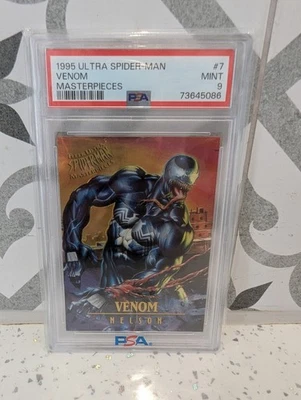 1995 ULTRA SPIDER-MAN #7
VENOM MINT
MASTERPIECES 9
PSA 73645086
VENOM
NELSON
PSA